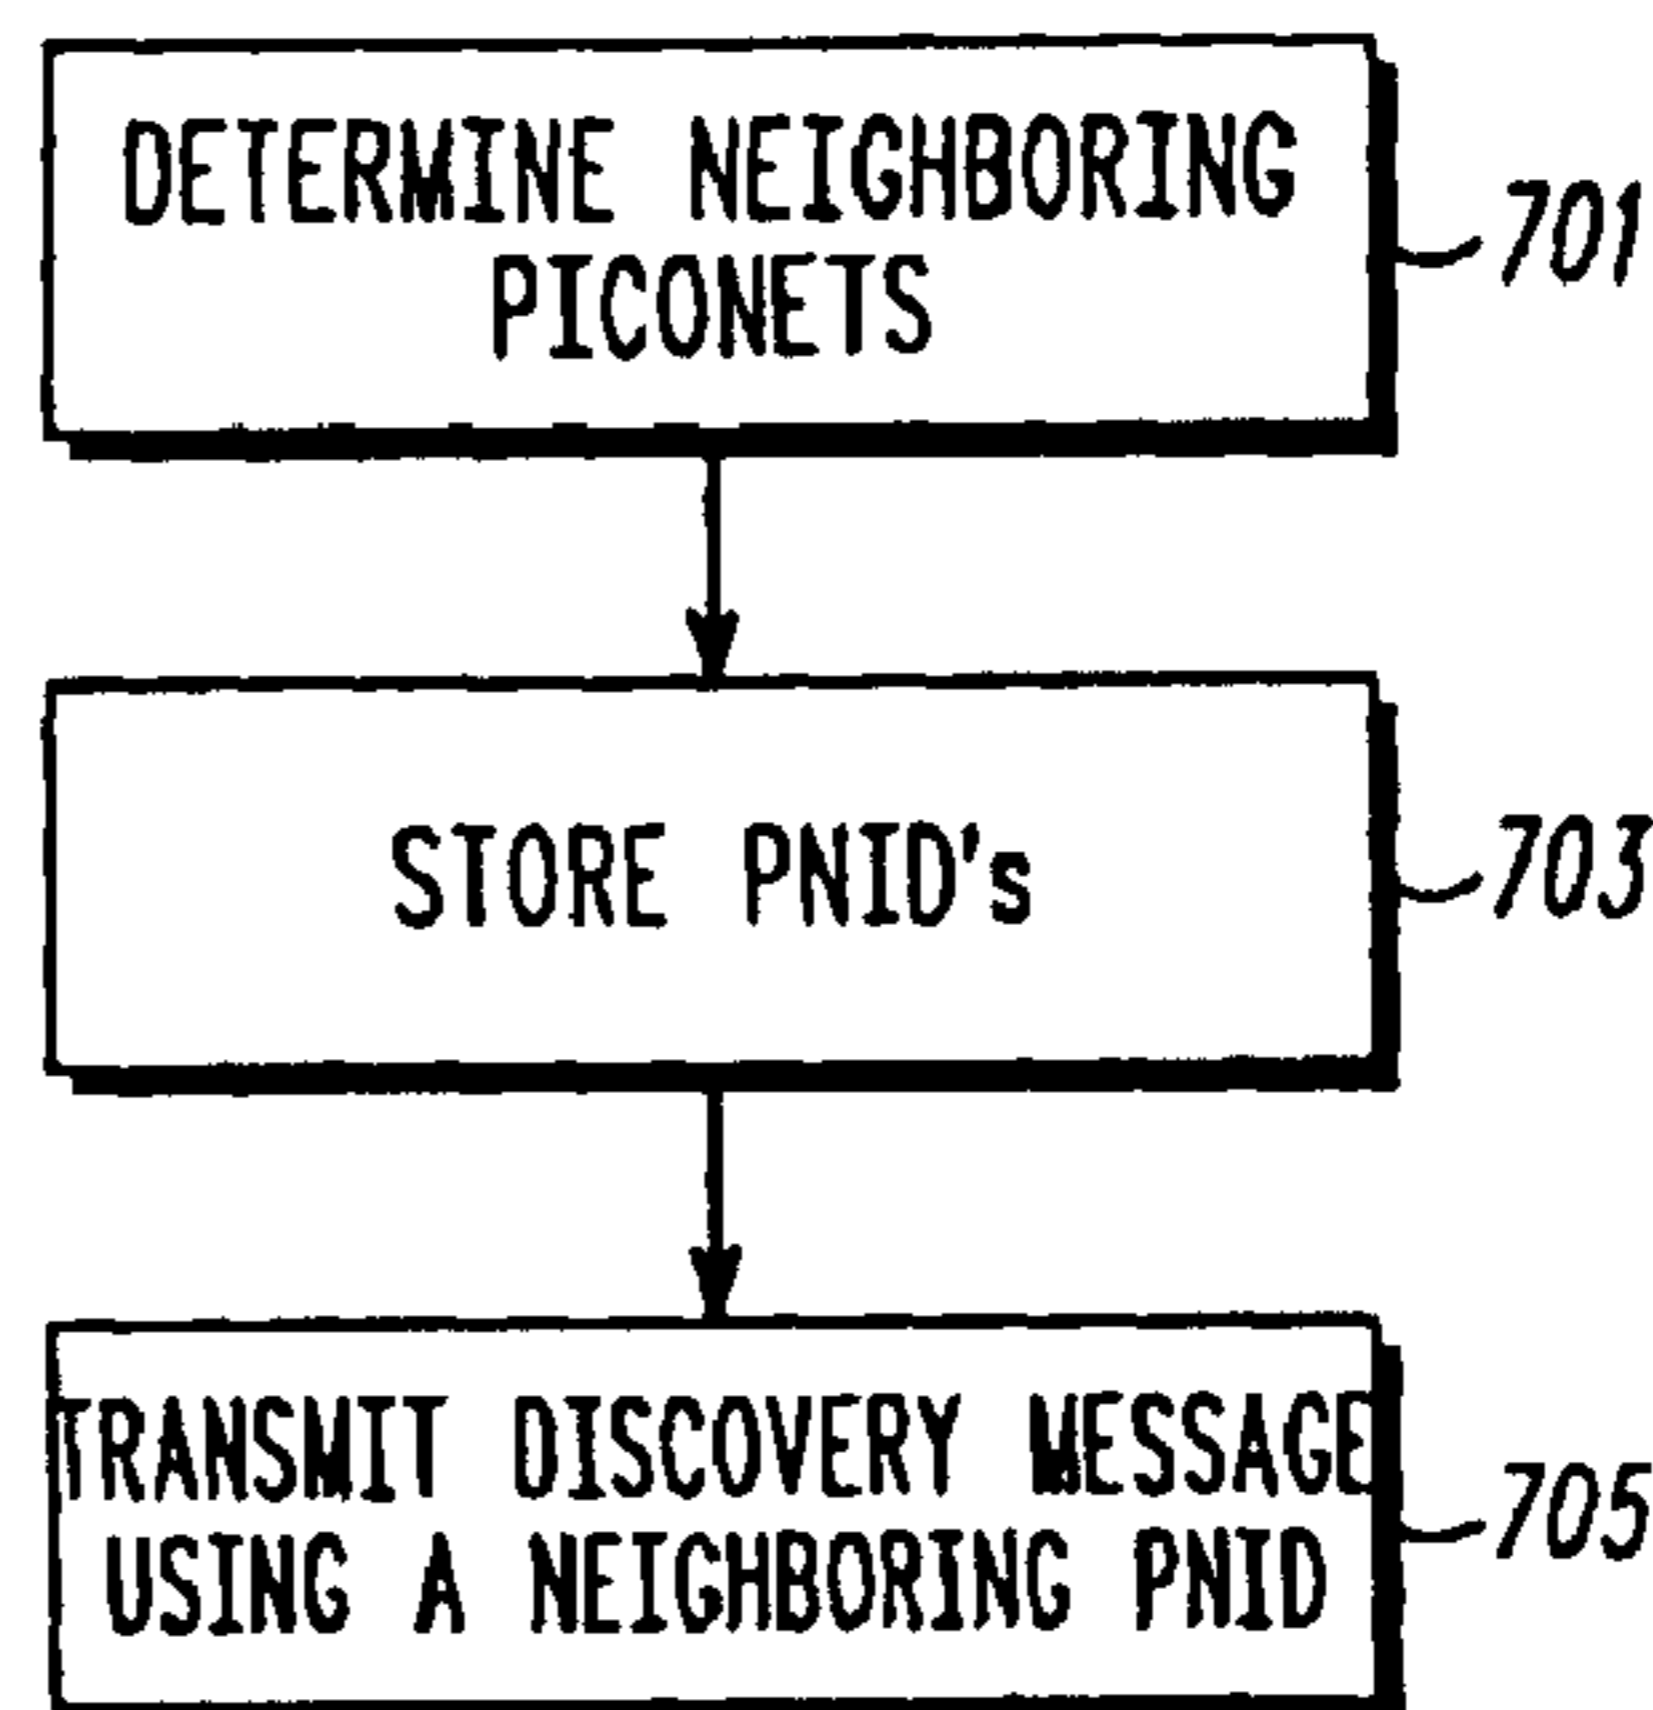 DETERMINE NEIGHBORING
PICONETS
701
STORE PNID's
703
TRANSMIT DISCOVERY MESSAGE
USING A NEIGHBORING PNID
705